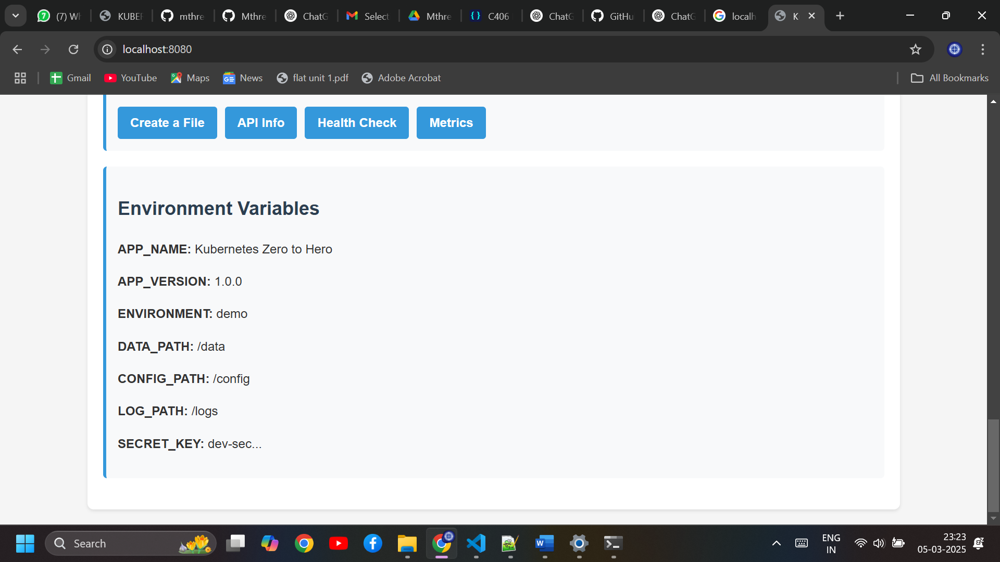 (7) Wh
KUBER
mthre
Mthre
ChatG
Select
Mthre
C406
ChatG
GitHu
ChatG
localh
K
localhost:8080
Gmail
YouTube
Maps
News
flat unit 1.pdf
Adobe Acrobat
All Bookmarks
Create a File
API Info
Health Check
Metrics
Environment Variables
APP_NAME: Kubernetes Zero to Hero
APP_VERSION: 1.0.0
ENVIRONMENT: demo
DATA_PATH: /data
CONFIG_PATH: /config
LOG_PATH: /logs
SECRET_KEY: dev-sec...
Search
ENG
IN
23:23
05-03-2025